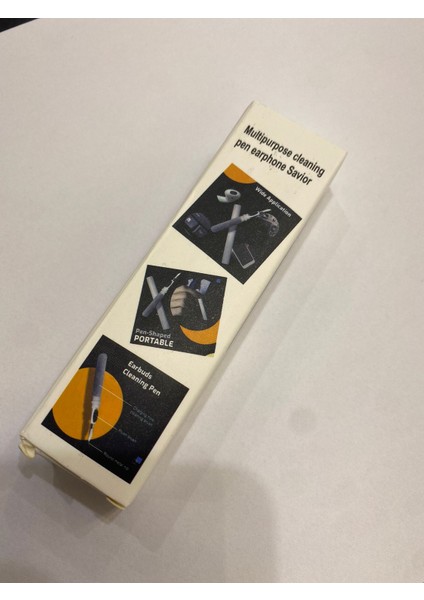 Multipurpose cleaning
pen earphone Savior
Wide Application
Pen-Shaped
PORTABLE
Earbuds
Cleaning Pen